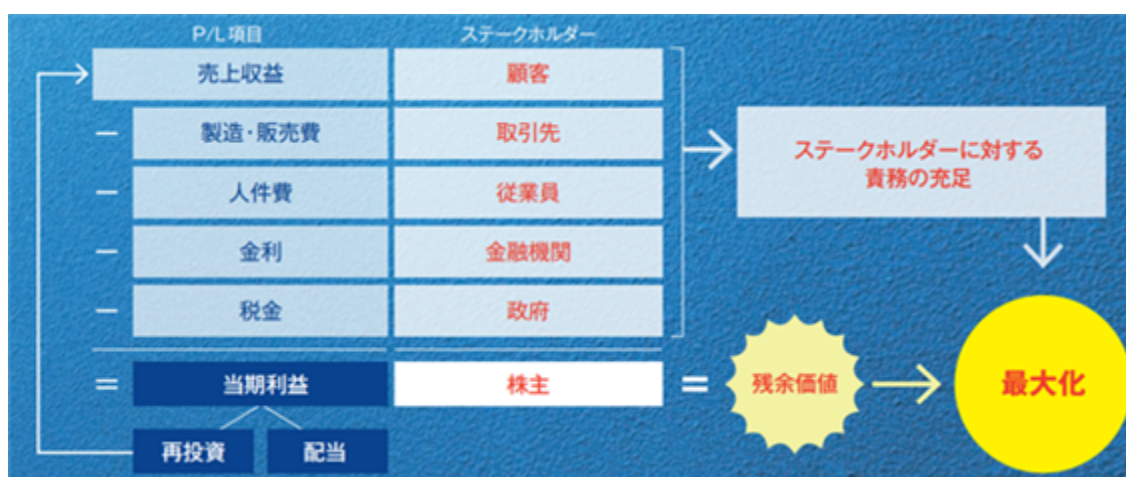 P/L項目 ステークホルダー
売上収益 顧客
− 製造・販売費 取引先
− 人件費 従業員
− 金利 金融機関
− 税金 政府
= 当期利益 株主 = 残余価値
再投資 配当
ステークホルダーに対する
責務の充足
最大化